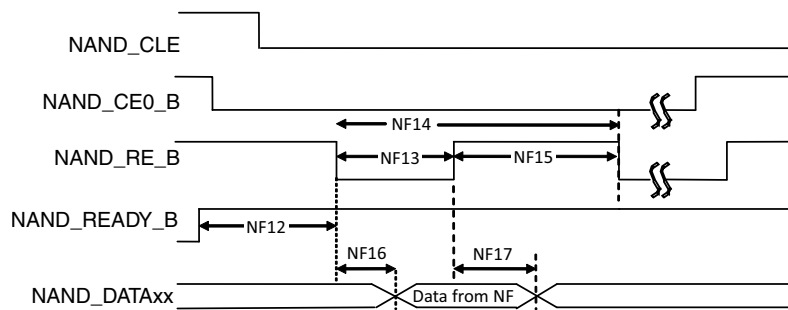 NAND_CLE
NAND_CE0_B
NF14
NAND_RE_B
NF13
NF15
NAND_READY_B
NF12
NF16
NF17
NAND_DATAxx
Data from NF